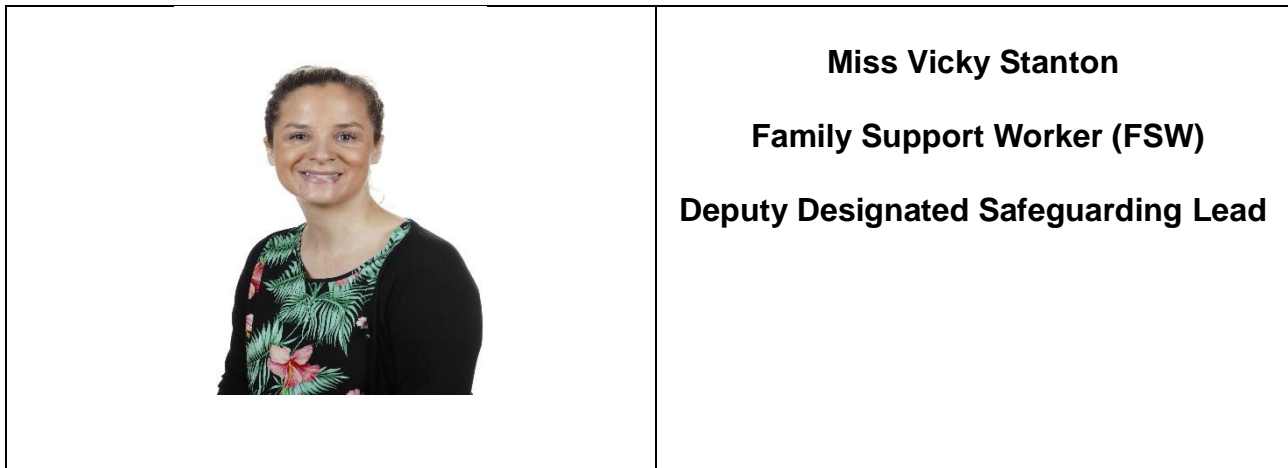 Miss Vicky Stanton
Family Support Worker (FSW)
Deputy Designated Safeguarding Lead